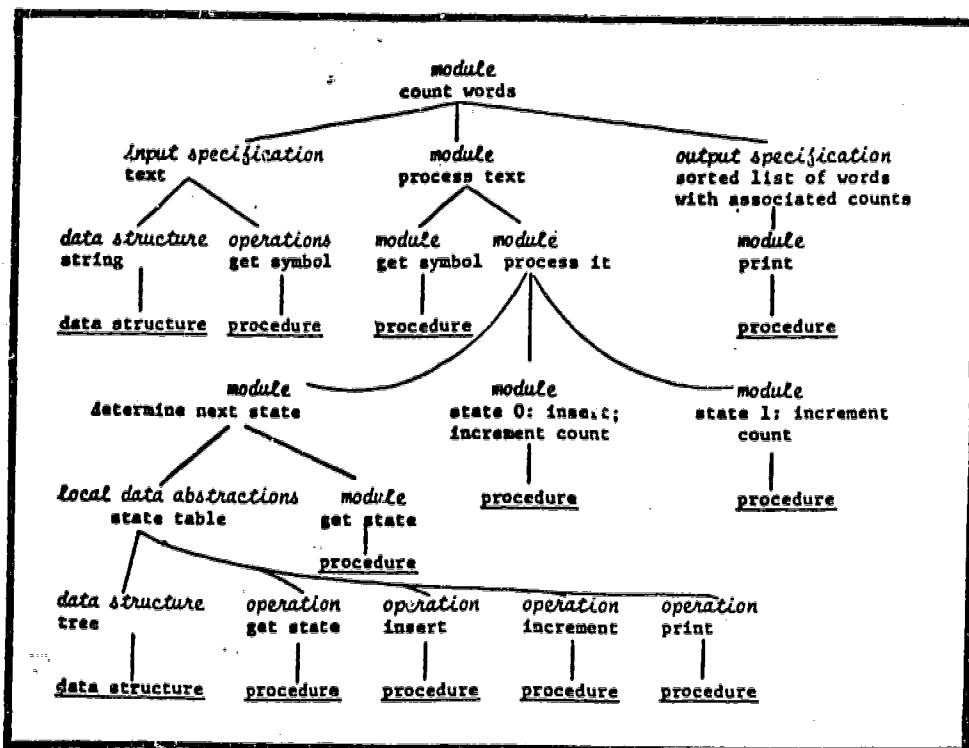 module
count words
input specification
text
module
process text
output specification
sorted list of words
with associated counts
data structure
string
operations
get symbol
module
get symbol
module
process it
module
print
data structure
procedure
procedure
procedure
module
determine next state
module
state 0: insert;
increment count
module
state 1: increment
count
procedure
procedure
local data abstractions
state table
module
get state
procedure
data structure
tree
operation
get state
operation
insert
operation
increment
operation
print
data structure
procedure
procedure
procedure
procedure